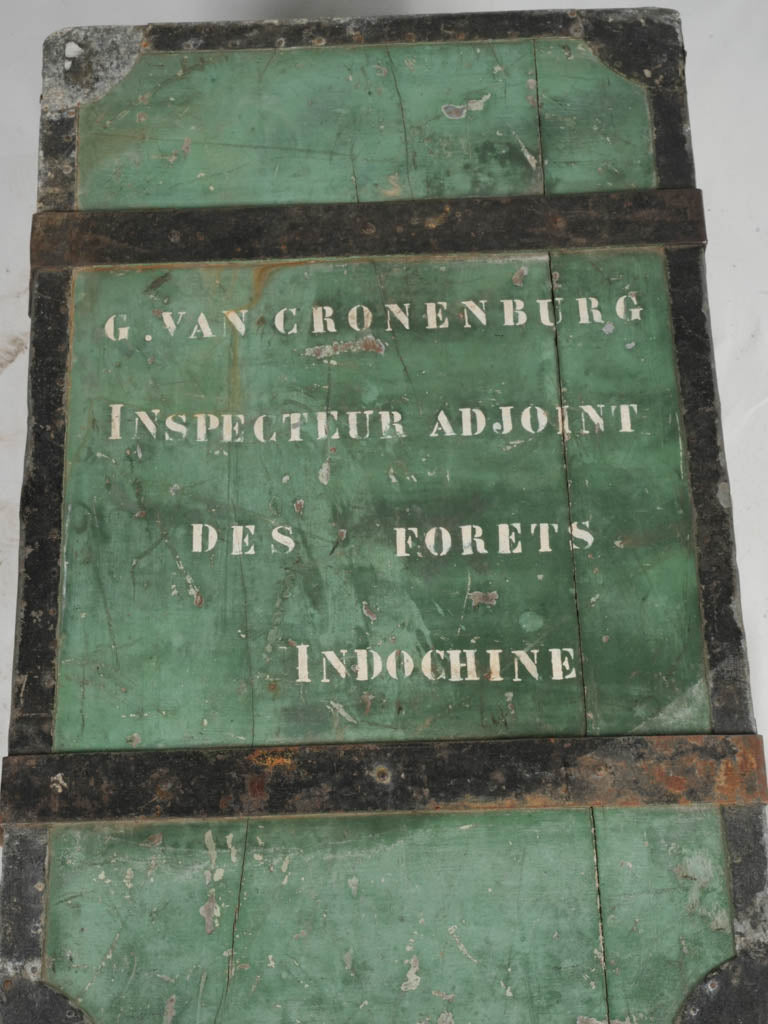 G. VAN CRONENBURG
INSPECTEUR ADJOINT
DES FORETS
INDOCHINE